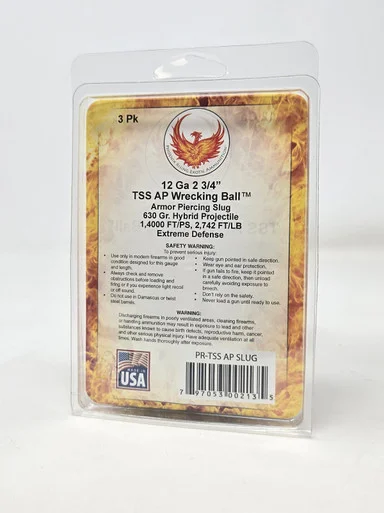 3 Pk
12 Ga 2 3/4”
TSS AP Wrecking Ball™
Armor Piercing Slug
630 Gr. Hybrid Projectile
1,4000 FT/PS, 2,742 FT/LB
Extreme Defense
SAFETY WARNING:
To prevent serious injury:
• Use only in modern firearms in good
condition designed for this gauge
and length.
• Always check and remove
obstructions before loading and
firing or if you experience light recoil
or off sound.
• Do not use in Damascus or twist
steel barrels.
• Keep gun pointed in safe direction.
• Wear eye and ear protection.
• If gun fails to fire, keep it pointed
in a safe direction, then unload
carefully avoiding exposure to
breech.
• Don't rely on the safety.
• Never load a gun until ready to use.
WARNING:
Discharging firearms in poorly ventilated areas, cleaning firearms,
or handling ammunition may result in exposure to lead and other
substances known to cause birth defects, reproductive harm, cancer,
and other serious physical injury. Have adequate ventilation at all
times. Wash hands thoroughly after exposure.
MADE IN
USA
PR-TSS AP SLUG
7 97053 00213 5